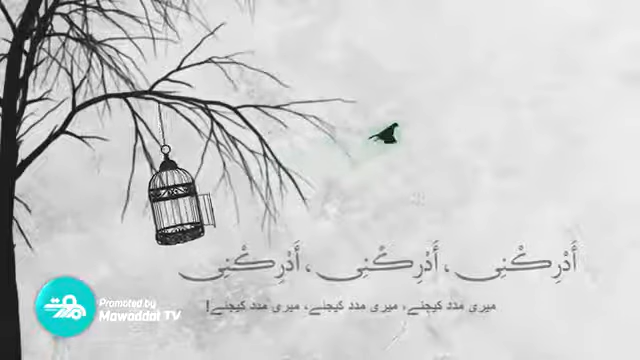 أَدْرِكْنِي، أَدْرِكْنِي، أَدْرِكْنِي
میری مدد کیجئے، میری مدد کیجئے، میری مدد کیجئے!
Promoted by
Mawaddat TV